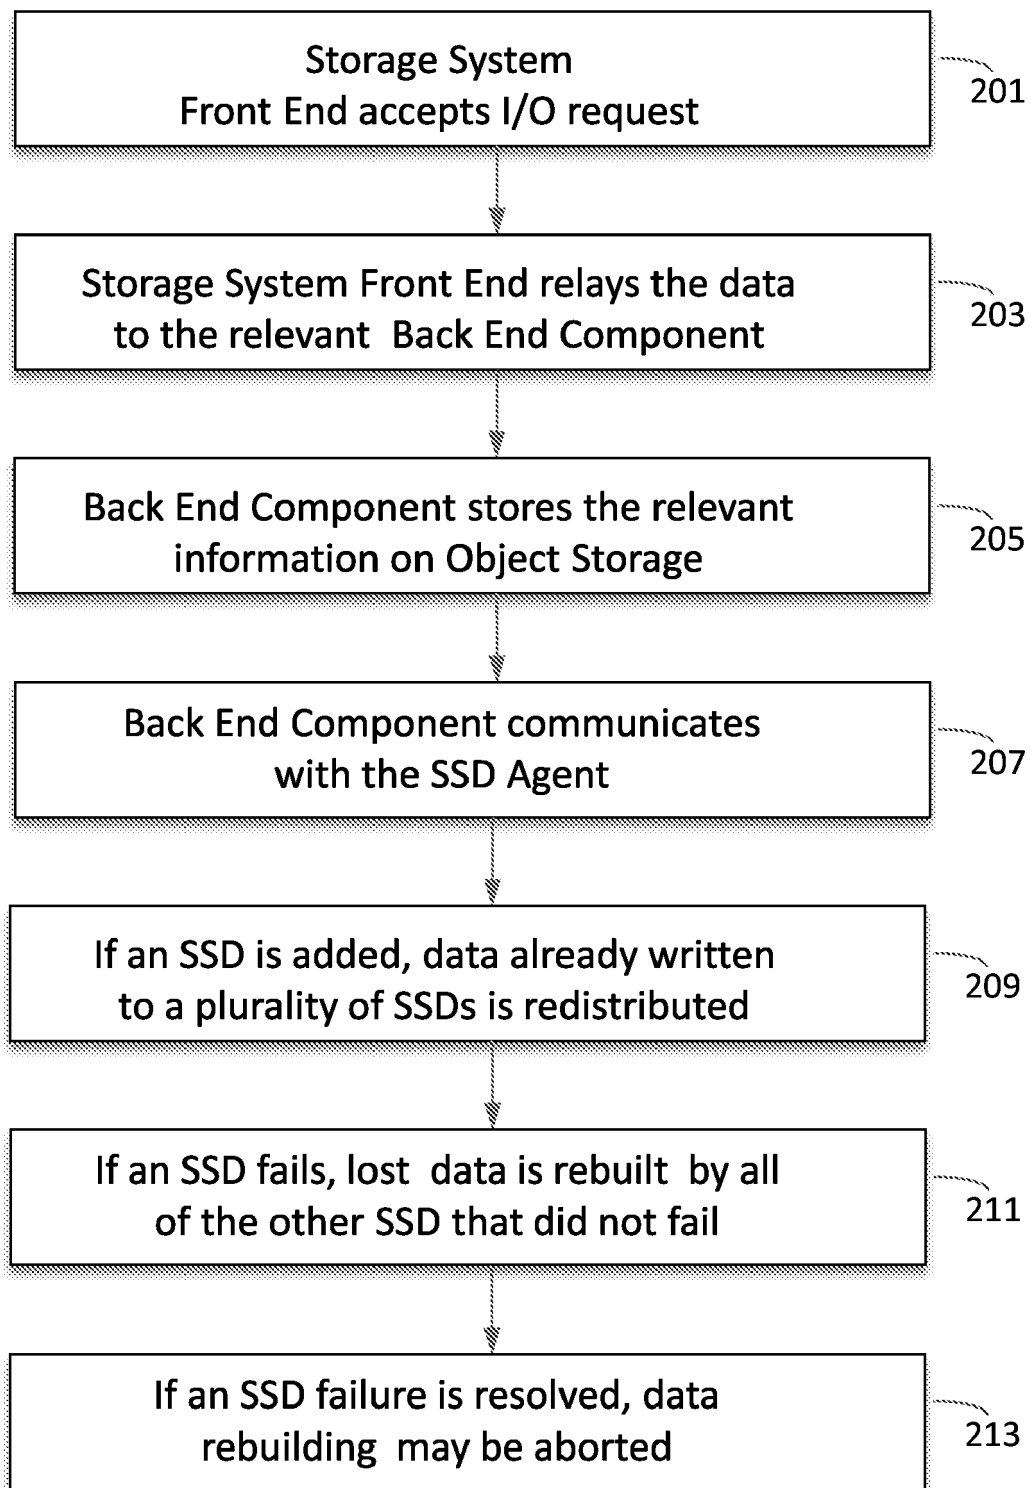 Storage System
Front End accepts I/O request
201
Storage System Front End relays the data
to the relevant Back End Component
203
Back End Component stores the relevant
information on Object Storage
205
Back End Component communicates
with the SSD Agent
207
If an SSD is added, data already written
to a plurality of SSDs is redistributed
209
If an SSD fails, lost data is rebuilt by all
of the other SSD that did not fail
211
If an SSD failure is resolved, data
rebuilding may be aborted
213